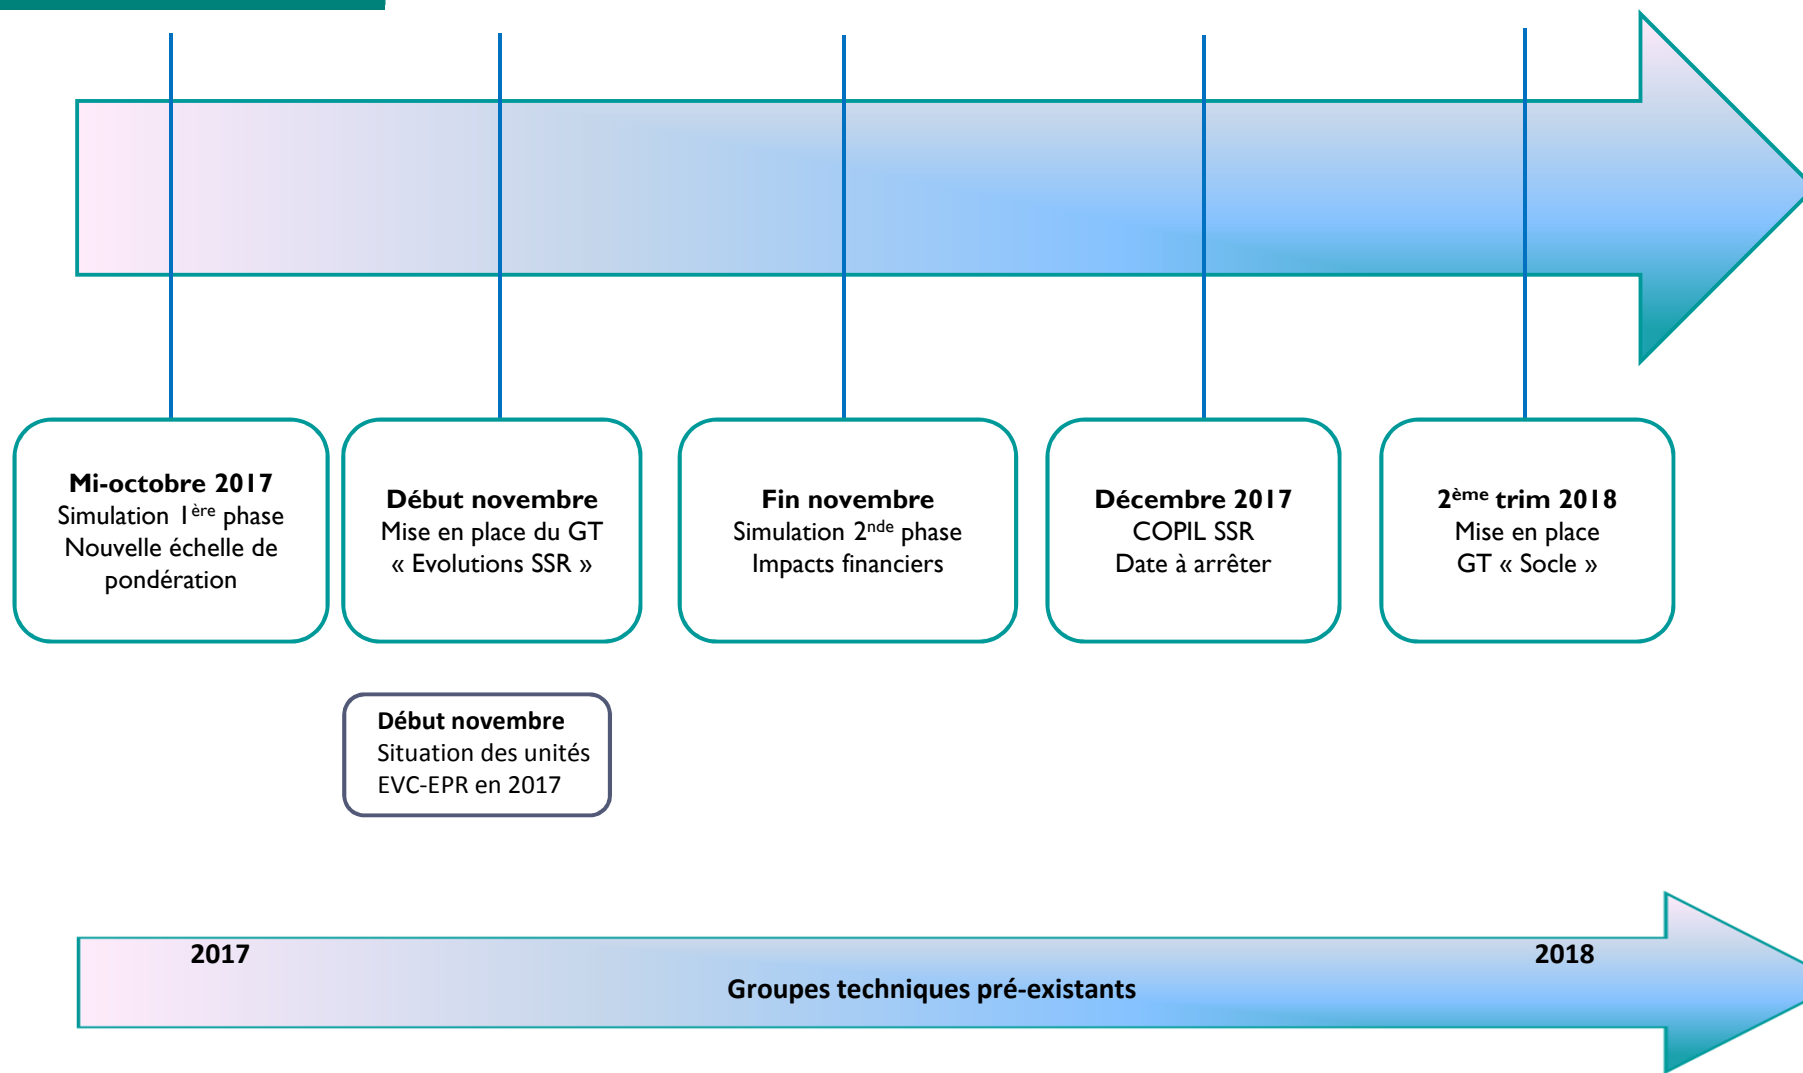 Mi-octobre 2017
Simulation 1ère phase
Nouvelle échelle de
pondération
Début novembre
Mise en place du GT
« Evolutions SSR »
Fin novembre
Simulation 2nde phase
Impacts financiers
Décembre 2017
COPIL SSR
Date à arrêter
2ème trim 2018
Mise en place
GT « Socle »
Début novembre
Situation des unités
EVC-EPR en 2017
2017
2018
Groupes techniques pré-existants